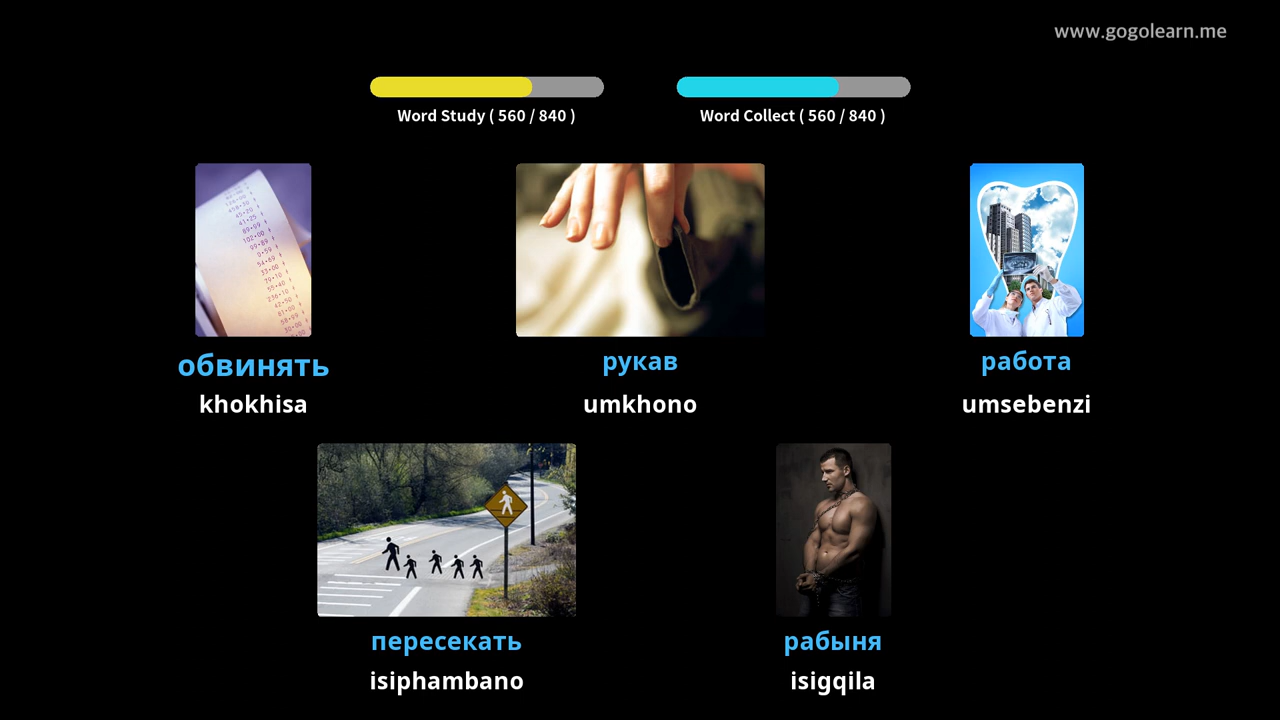 www.gogolearn.me
Word Study ( 560 / 840 )
Word Collect ( 560 / 840 )
обвинять
khokhisa
рукав
umkhono
работа
umsebenzi
пересекать
isiphambano
рабыня
isigqila